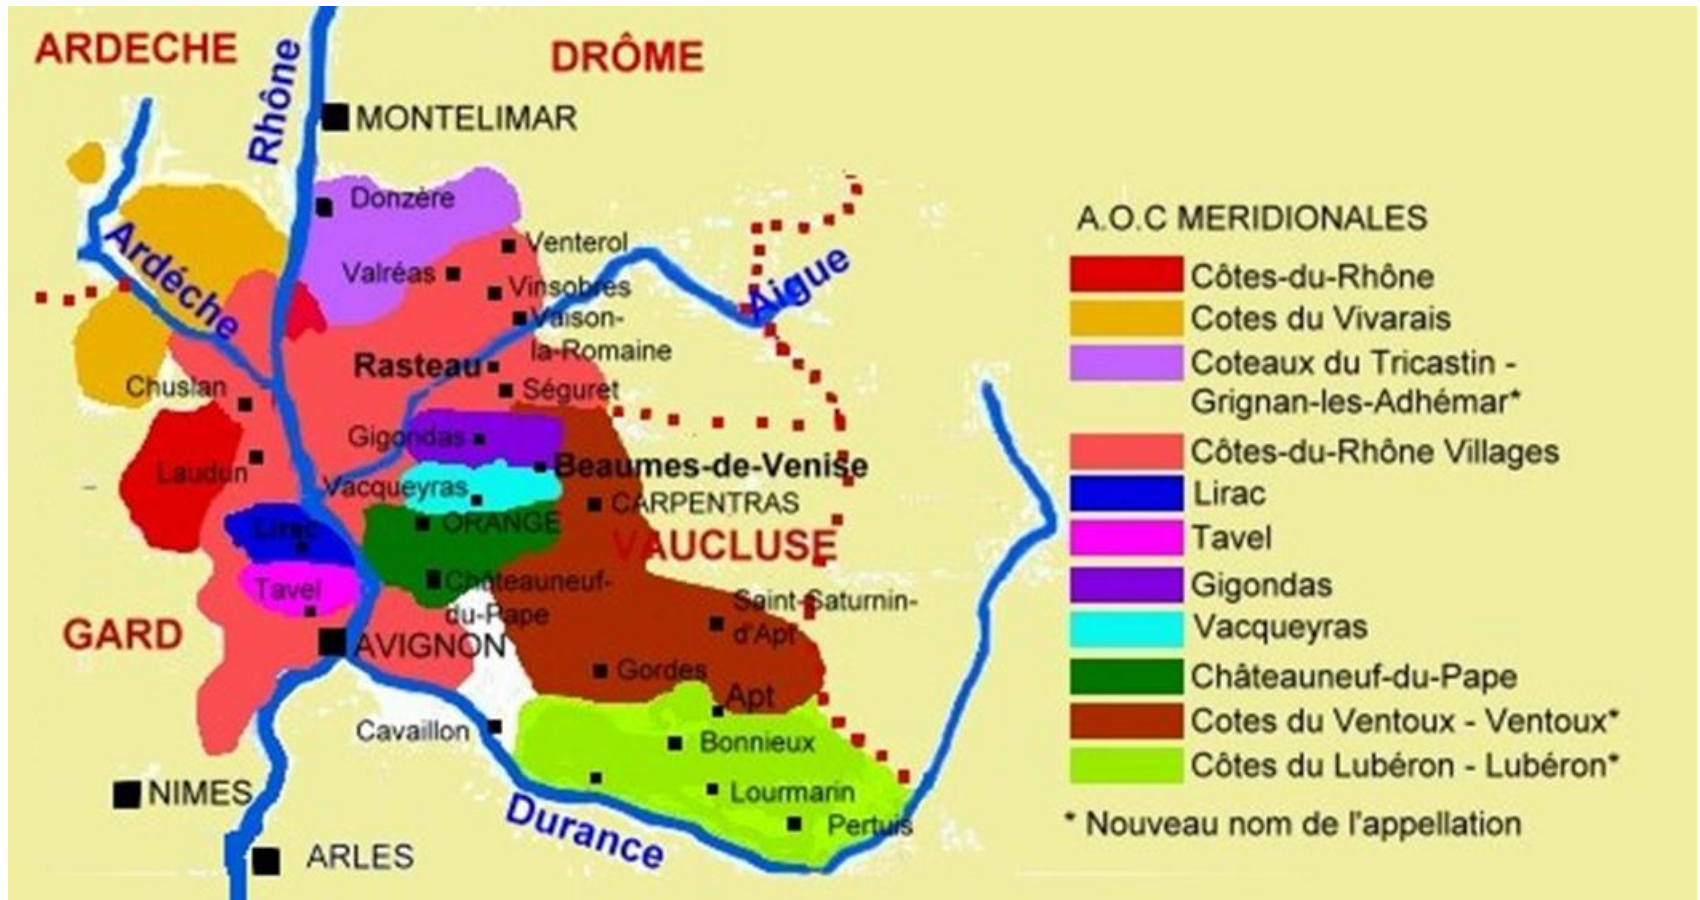 ARDECHE
Rhône
DRÔME
MONTELIMAR
Donzère
Ardéche
Venterol
Valréas
Vinsobres
Aigue
Vaison-
la-Romaine
Rasteau
Chuslan
Séguret
Gigondas
Laudun
Beaumes-de-Venise
Vacqueyras
CARPENTRAS
ORANGE
Lirac
VAUCLUSE
Tavel
Châteauneuf-
du-Pape
Saint-Saturnin-
d'Apt
GARD
AVIGNON
Gordes
Apt
Cavaillon
Bonnieux
NIMES
Lourmarin
Durance
Pertuis
ARLES
A.O.C MERIDIONALES
Côtes-du-Rhône
Cotes du Vivarais
Coteaux du Tricastin -
Grignan-les-Adhémar*
Côtes-du-Rhône Villages
Lirac
Tavel
Gigondas
Vacqueyras
Châteauneuf-du-Pape
Cotes du Ventoux - Ventoux*
Côtes du Lubéron - Lubéron*
* Nouveau nom de l'appellation